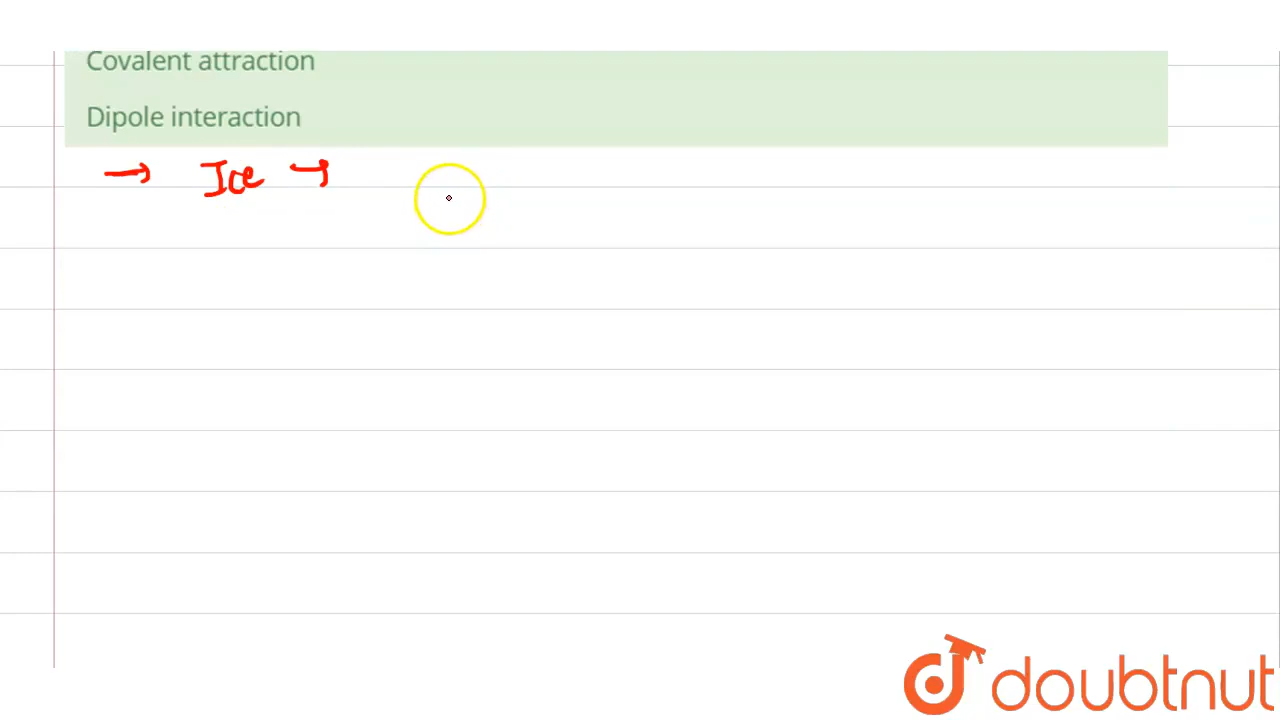 Covalent attraction
Dipole interaction
→ Ice →
doubtnut